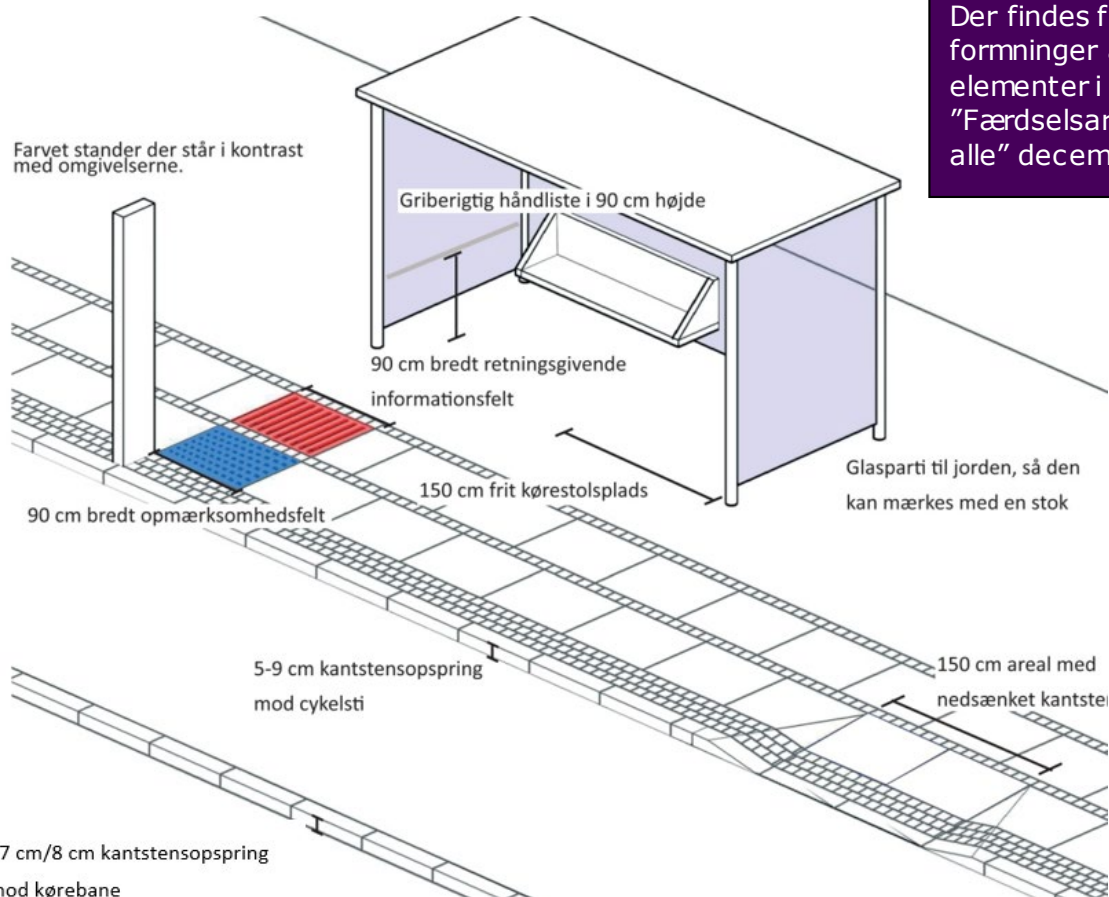 Der findes f
formninger
elementer i
"Færdselsar
alle" decem
Farvet stander der står i kontrast
med omgivelserne.
Griberigtig håndliste i 90 cm højde
90 cm bredt retningsgivende
informationsfelt
Glasparti til jorden, så den
kan mærkes med en stok
150 cm frit kørestolsplads
90 cm bredt opmærksomhedsfelt
5-9 cm kantstensopspring
mod cykelsti
150 cm areal med
nedsænket kantsten
7 cm/8 cm kantstensopspring
mod kørebane